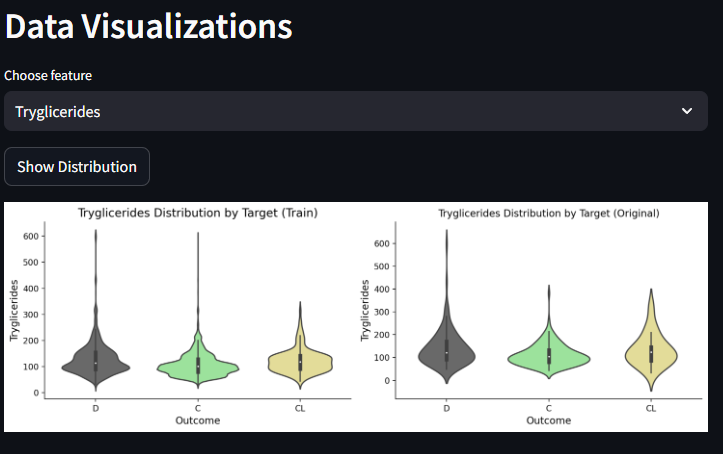 Data Visualizations
Choose feature
Tryglicerides
Show Distribution
Tryglicerides Distribution by Target (Train)
Tryglicerides
600
500
400
300
200
100
0
D C CL
Outcome
Tryglicerides Distribution by Target (Original)
Tryglicerides
600
500
400
300
200
100
0
D C CL
Outcome